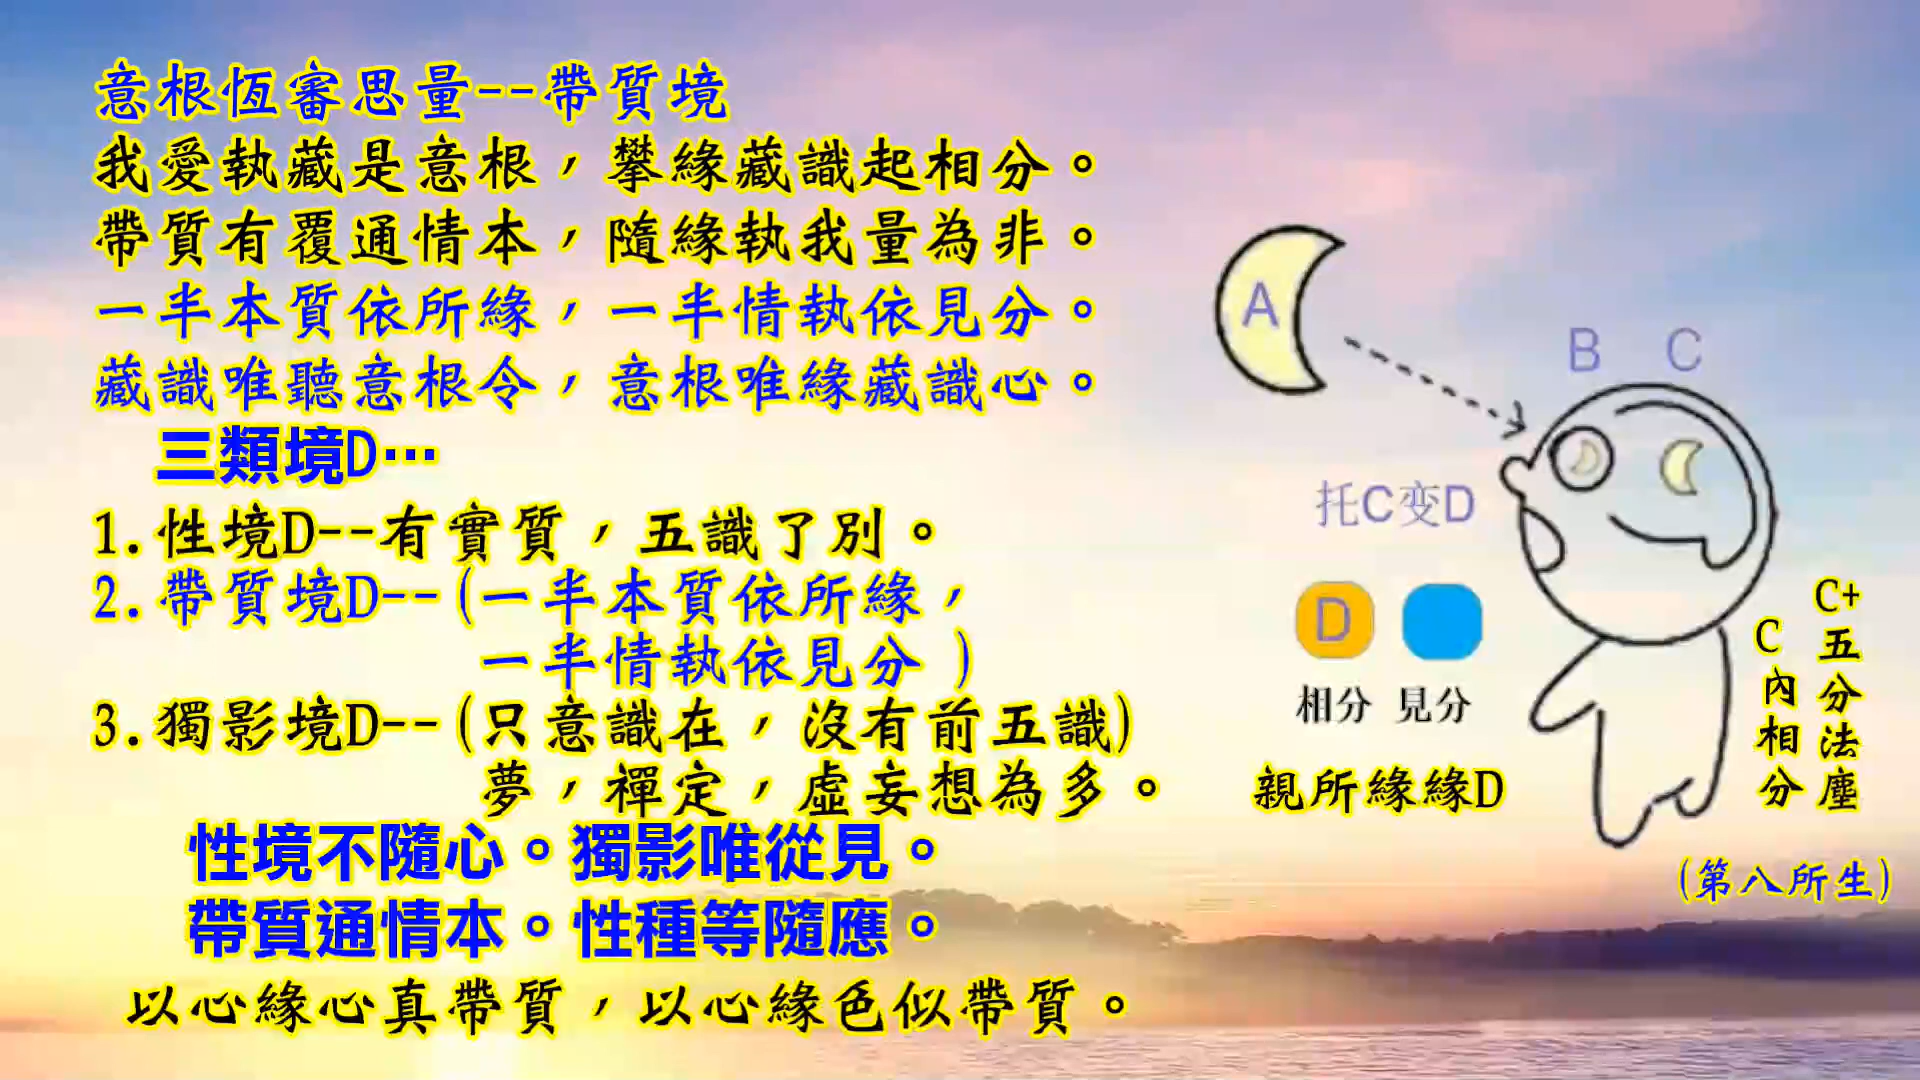 意根恆審思量--帶質境
我愛執藏是意根，攀緣藏識起相分。
帶質有覆通情本，隨緣執我量為非。
一半本質依所緣，一半情執依見分。
藏識唯聽意根令，意根唯緣藏識心。
三類境D…
1.性境D--有實質，五識了別。
2.帶質境D--(一半本質依所緣，
一半情執依見分 )
3.獨影境D--(只意識在，沒有前五識)
夢，禪定，虛妄想為多。
性境不隨心。獨影唯從見。
帶質通情本。性種等隨應。
以心緣心真帶质，以心緣色似帶质。
A
B C
托C变D
D
相分 見分
親所緣緣D
C內相分
C+五分法塵
(第八所生)